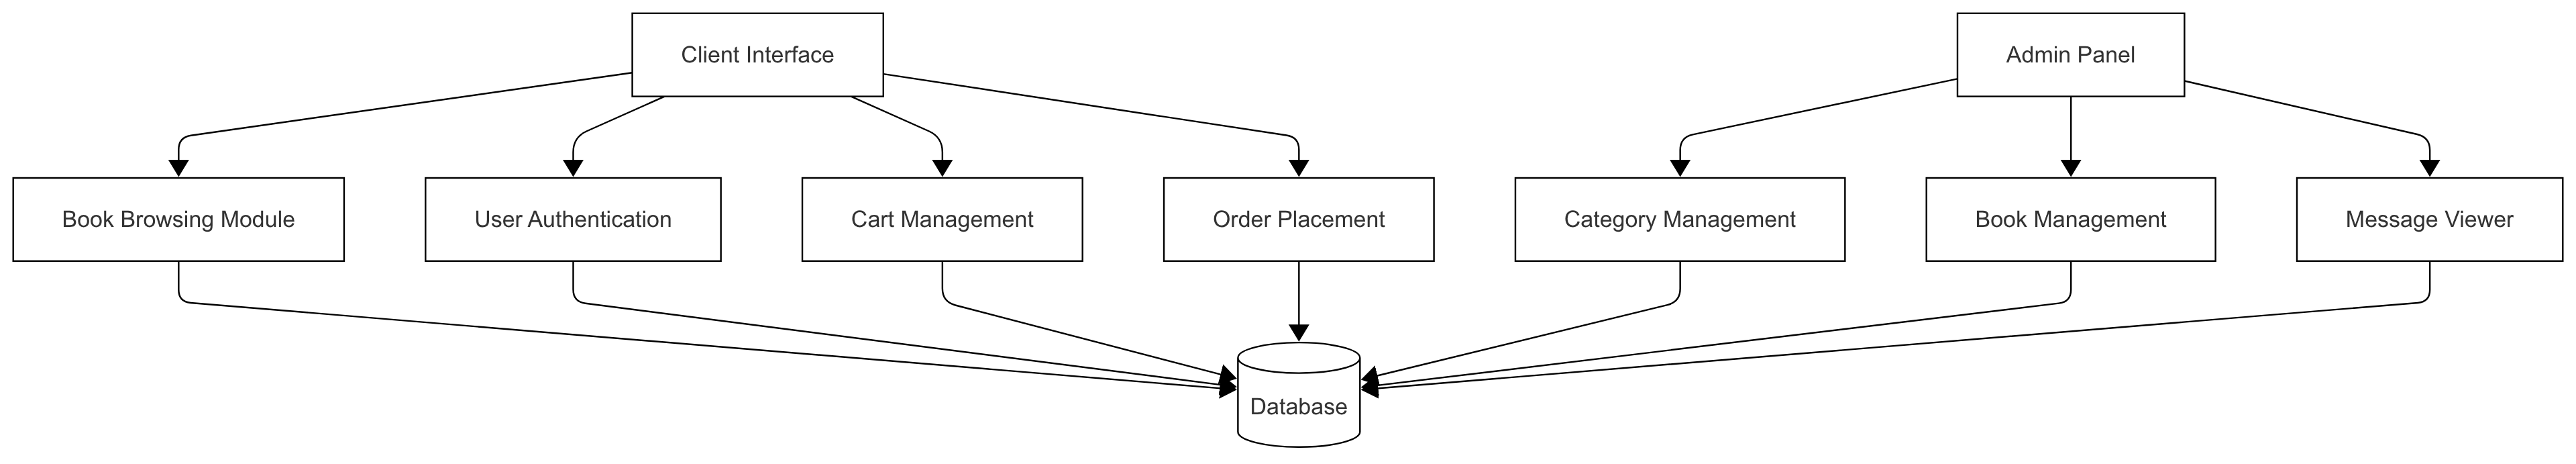 Client Interface
Admin Panel
Book Browsing Module
User Authentication
Cart Management
Order Placement
Category Management
Book Management
Message Viewer
Database